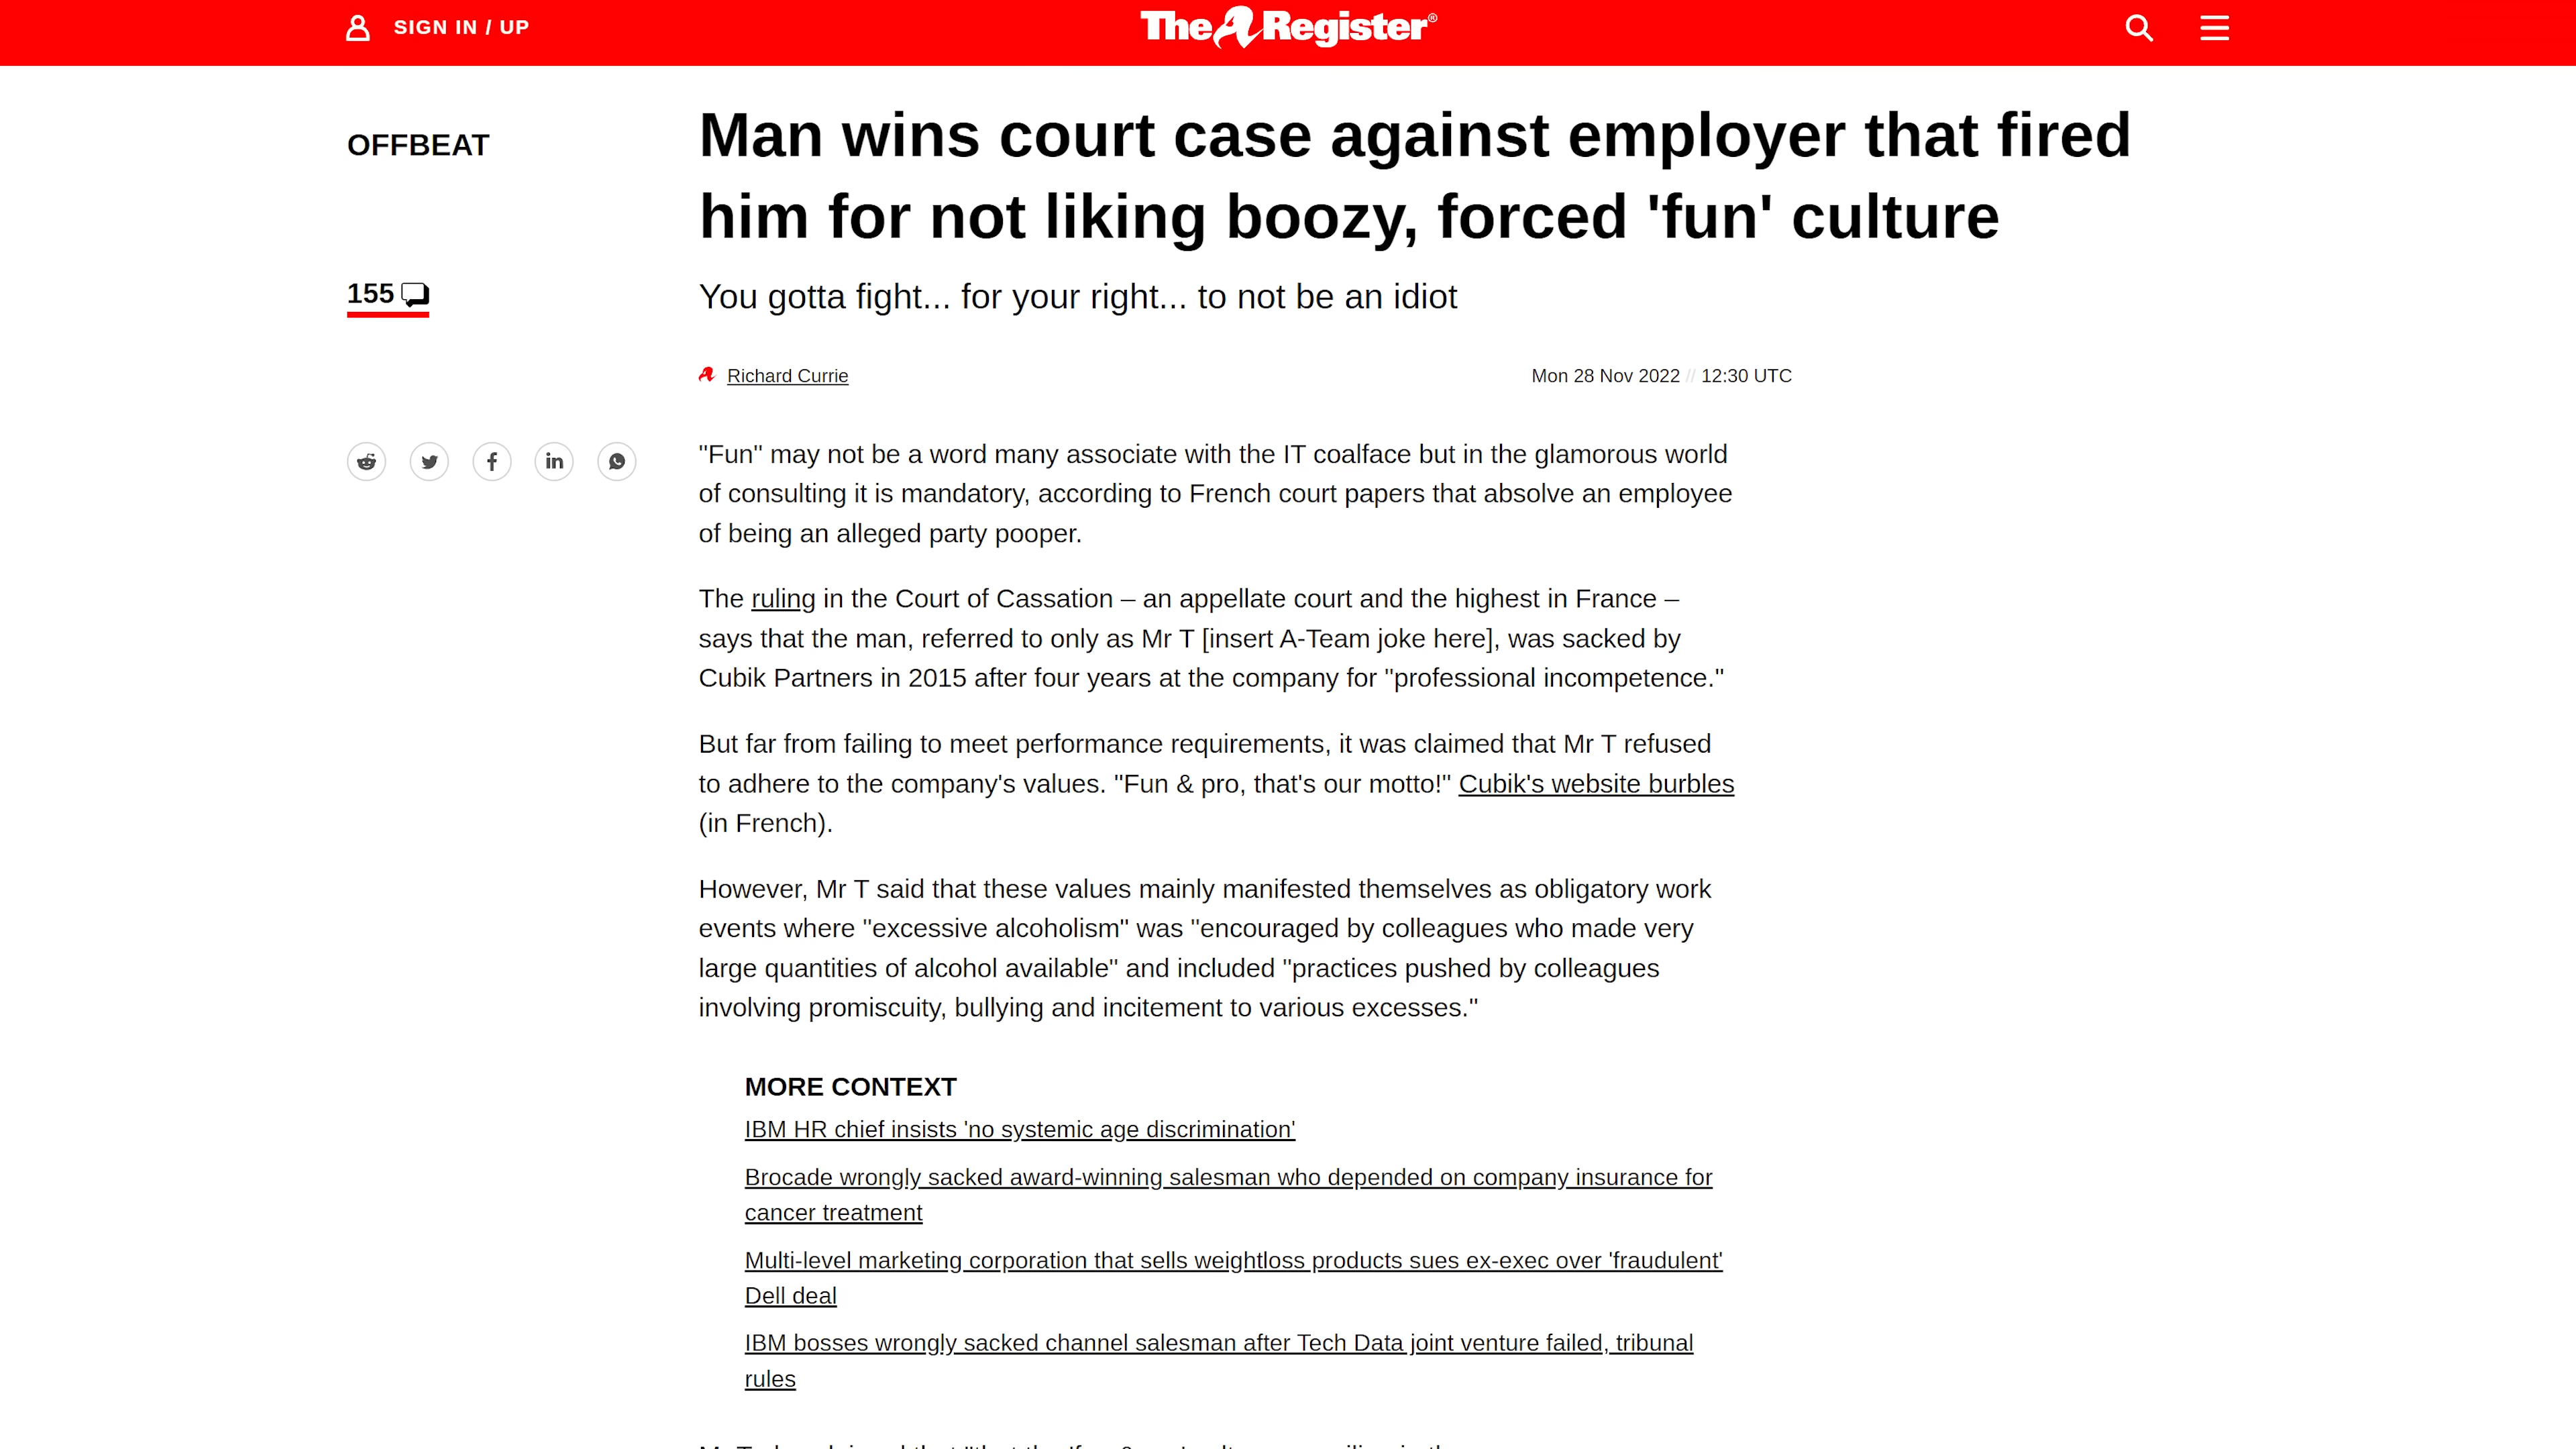 SIGN IN / UP
The Register®
OFFBEAT
Man wins court case against employer that fired
him for not liking boozy, forced 'fun' culture
155
You gotta fight... for your right... to not be an idiot
Richard Currie
Mon 28 Nov 2022 // 12:30 UTC
"Fun" may not be a word many associate with the IT coalface but in the glamorous world
of consulting it is mandatory, according to French court papers that absolve an employee
of being an alleged party pooper.
The ruling in the Court of Cassation – an appellate court and the highest in France –
says that the man, referred to only as Mr T [insert A-Team joke here], was sacked by
Cubik Partners in 2015 after four years at the company for "professional incompetence."
But far from failing to meet performance requirements, it was claimed that Mr T refused
to adhere to the company's values. "Fun & pro, that's our motto!" Cubik's website burbles
(in French).
However, Mr T said that these values mainly manifested themselves as obligatory work
events where "excessive alcoholism" was "encouraged by colleagues who made very
large quantities of alcohol available" and included "practices pushed by colleagues
involving promiscuity, bullying and incitement to various excesses."
MORE CONTEXT
IBM HR chief insists 'no systemic age discrimination'
Brocade wrongly sacked award-winning salesman who depended on company insurance for
cancer treatment
Multi-level marketing corporation that sells weightloss products sues ex-exec over 'fraudulent'
Dell deal
IBM bosses wrongly sacked channel salesman after Tech Data joint venture failed, tribunal
rules